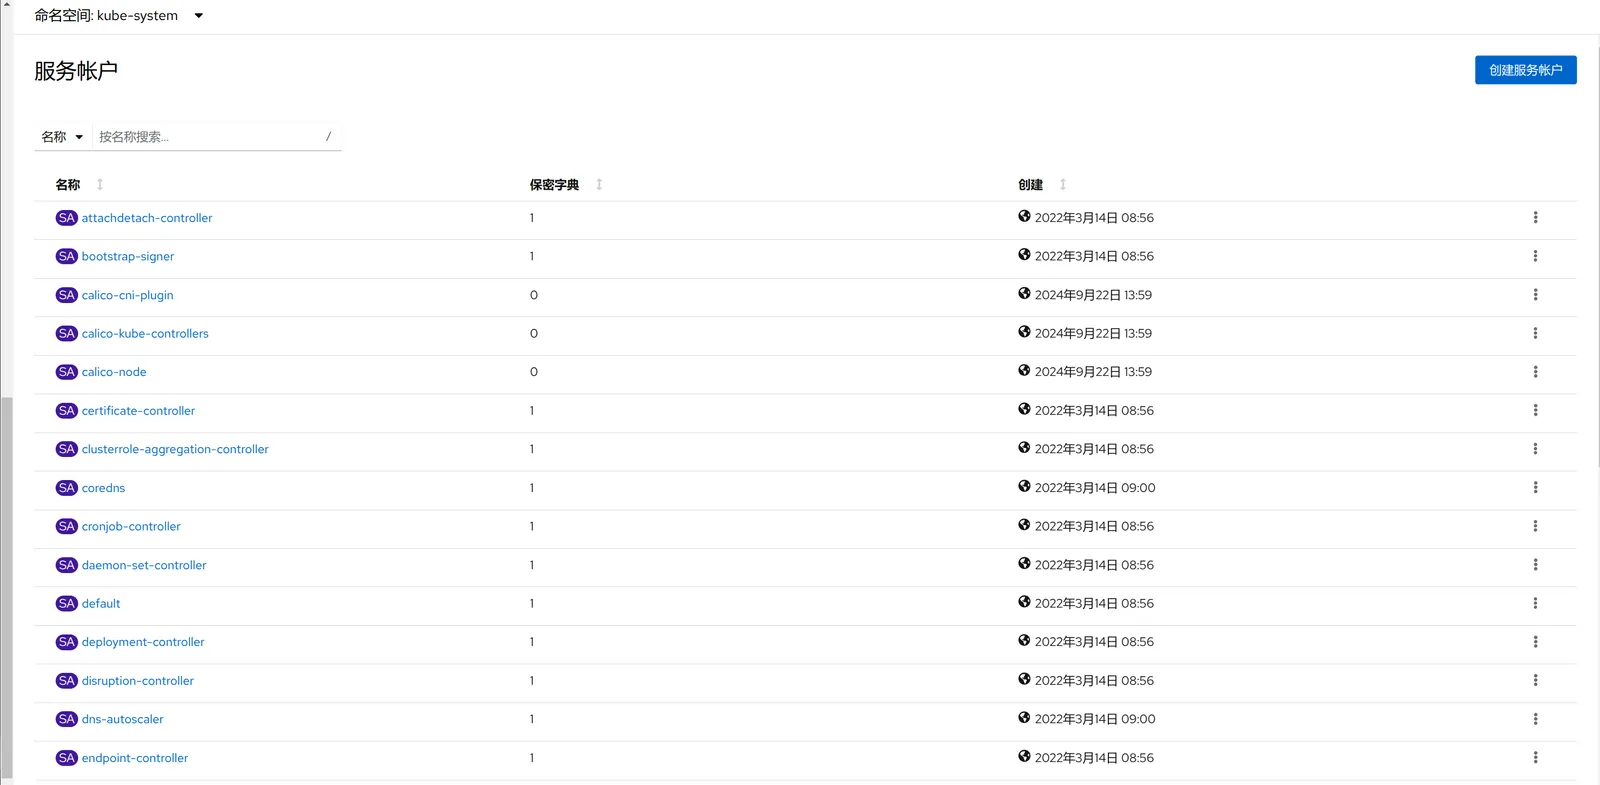 命名空间: kube-system
服务帐户
创建服务帐户
名称 按名称搜索... /
名称 保密字典 创建
SA attachdetach-controller 1 2022年3月14日 08:56
SA bootstrap-signer 1 2022年3月14日 08:56
SA calico-cni-plugin 0 2024年9月22日 13:59
SA calico-kube-controllers 0 2024年9月22日 13:59
SA calico-node 0 2024年9月22日 13:59
SA certificate-controller 1 2022年3月14日 08:56
SA clusterrole-aggregation-controller 1 2022年3月14日 08:56
SA coredns 1 2022年3月14日 09:00
SA cronjob-controller 1 2022年3月14日 08:56
SA daemon-set-controller 1 2022年3月14日 08:56
SA default 1 2022年3月14日 08:56
SA deployment-controller 1 2022年3月14日 08:56
SA disruption-controller 1 2022年3月14日 08:56
SA dns-autoscaler 1 2022年3月14日 09:00
SA endpoint-controller 1 2022年3月14日 08:56